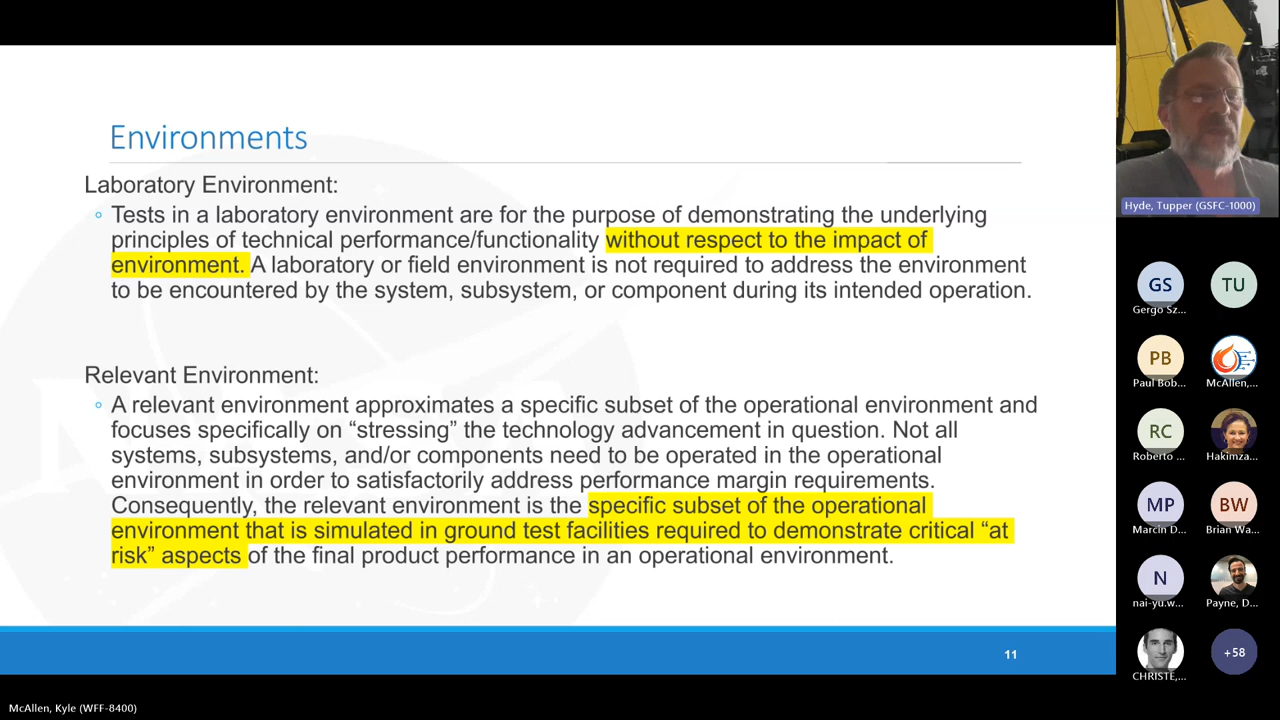 Environments
Laboratory Environment:
Tests in a laboratory environment are for the purpose of demonstrating the underlying
principles of technical performance/functionality without respect to the impact of
environment. A laboratory or field environment is not required to address the environment
to be encountered by the system, subsystem, or component during its intended operation.
Relevant Environment:
A relevant environment approximates a specific subset of the operational environment and
focuses specifically on “stressing” the technology advancement in question. Not all
systems, subsystems, and/or components need to be operated in the operational
environment in order to satisfactorily address performance margin requirements.
Consequently, the relevant environment is the specific subset of the operational
environment that is simulated in ground test facilities required to demonstrate critical “at
risk” aspects of the final product performance in an operational environment.
11
Hyde, Tupper (GSFC-1000)
GS
TU
Gergo Sz...
PB
Paul Bob...
McAllen,...
RC
Roberto ...
Hakimza...
MP
BW
Marcin D...
Brian Wa...
N
nai-yu.w...
Payne, D...
+58
CHRISTE,...
McAllen, Kyle (WFF-8400)